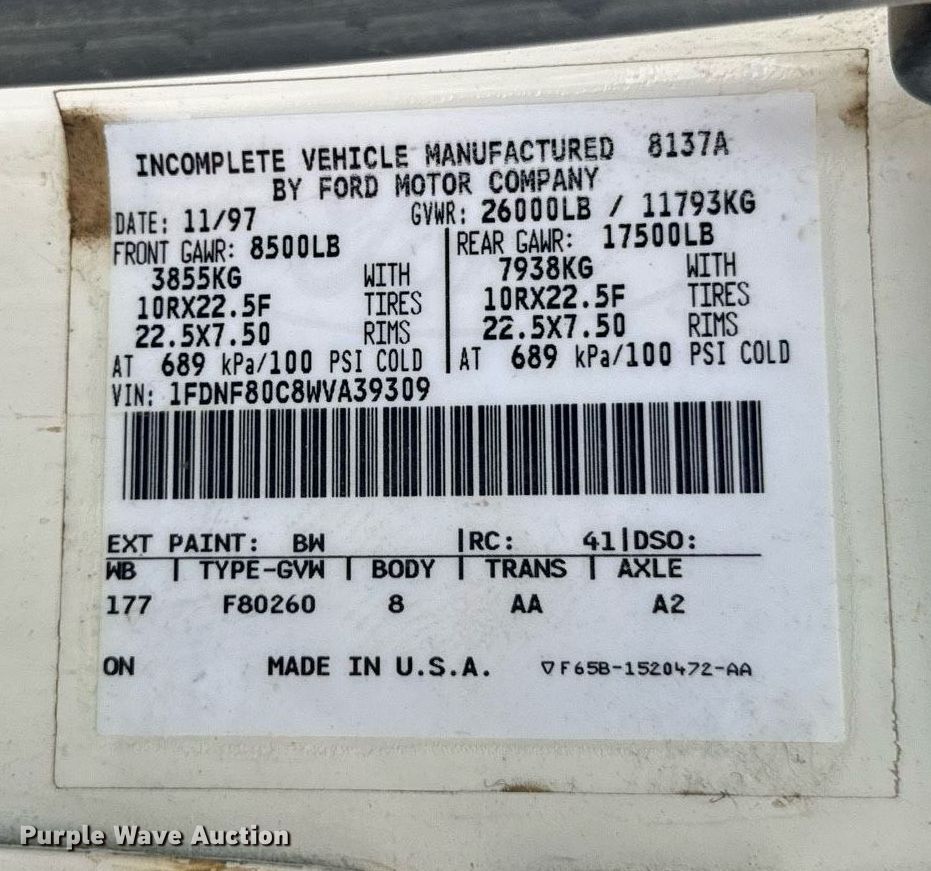 INCOMPLETE VEHICLE MANUFACTURED 8137A
BY FORD MOTOR COMPANY
DATE: 11/97 GVWR: 26000LB / 11793KG
FRONT GAWR: 8500LB REAR GAWR: 17500LB
3855KG WITH 7938KG WITH
10RX22.5F TIRES 10RX22.5F TIRES
22.5X7.50 RIMS 22.5X7.50 RIMS
AT 689 kPa/100 PSI COLD AT 689 kPa/100 PSI COLD
VIN: 1FDNF80C8WVA39309
EXT PAINT: BW |RC: 41|DSO:
WB | TYPE-GVW | BODY | TRANS | AXLE
177 F80260 8 AA A2
ON MADE IN U.S.A. ▽F65B-1520472-AA
Purple Wave Auction